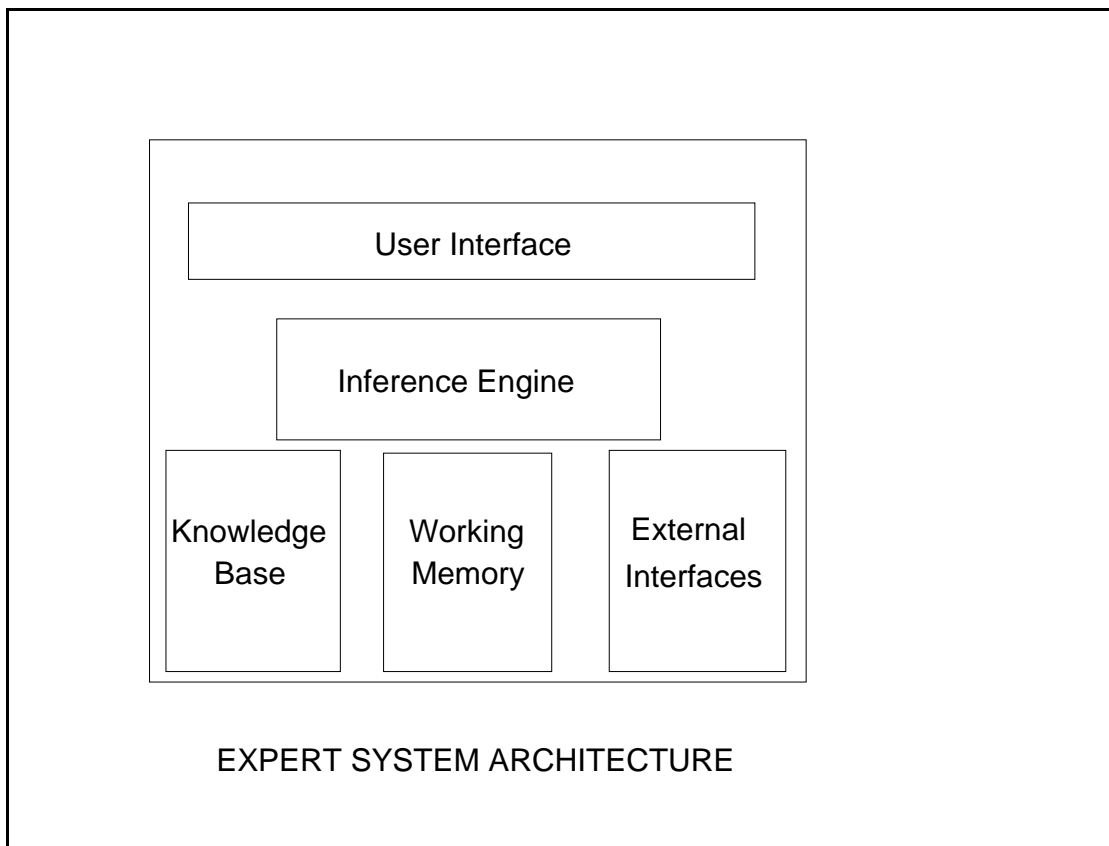 User Interface
Inference Engine
Knowledge
Base
Working
Memory
External
Interfaces
EXPERT SYSTEM ARCHITECTURE